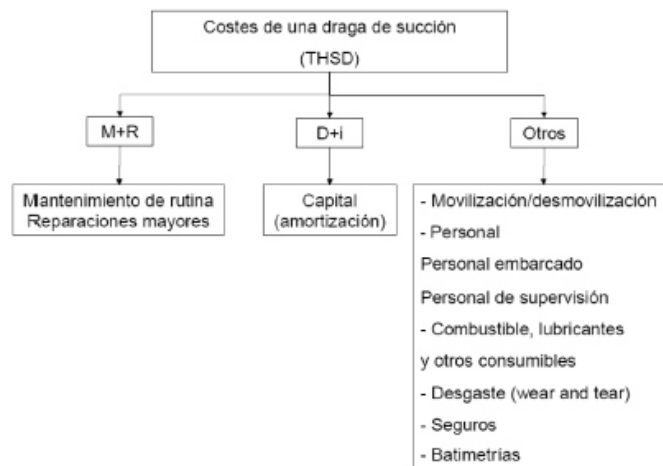 Costes de una draga de succión
(THSD)
M+R
D+i
Otros
Mantenimiento de rutina
Reparaciones mayores
Capital
(amortización)
- Movilización/desmovilización
- Personal
Personal embarcado
Personal de supervisión
- Combustible, lubricantes
y otros consumibles
- Desgaste (wear and tear)
- Seguros
- Batimetrias